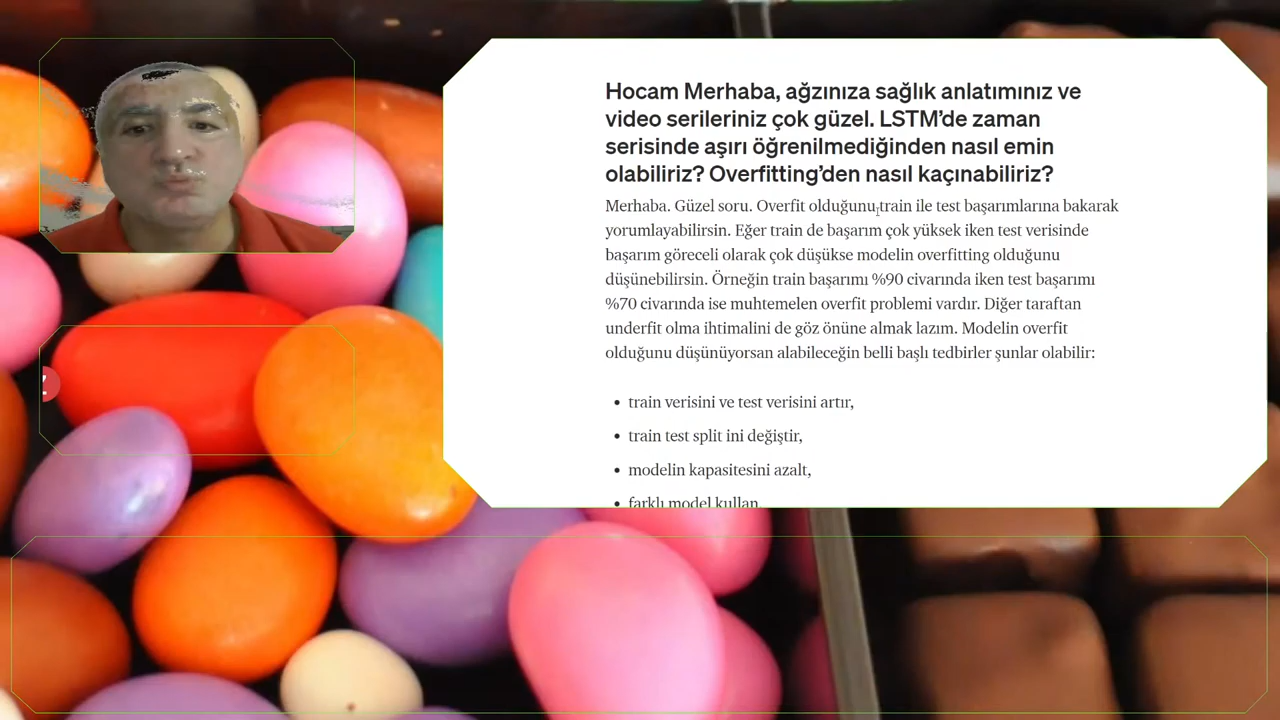 Hocam Merhaba, ağzınıza sağlık anlatımınız ve
video serileriniz çok güzel. LSTM’de zaman
serisinde aşırı öğrenilmediğinden nasıl emin
olabiliriz? Overfitting’den nasıl kaçınabiliriz?
Merhaba. Güzel soru. Overfit olduğunu train ile test başarımlarına bakarak
yorumlayabilirsin. Eğer train de başarım çok yüksek iken test verisinde
başarım göreceli olarak çok düşükse modelin overfitting olduğunu
düşünebilirsin. Örneğin train başarımı %90 civarında iken test başarımı
%70 civarında ise muhtemelen overfit problemi vardır. Diğer taraftan
underfit olma ihtimalini de göz önüne almak lazım. Modelin overfit
olduğunu düşünüyorsan alabileceğin belli başlı tedbirler şunlar olabilir:
• train verisini ve test verisini artır,
• train test split ini değiştir,
• modelin kapasitesini azalt,
• farklı model kullan,